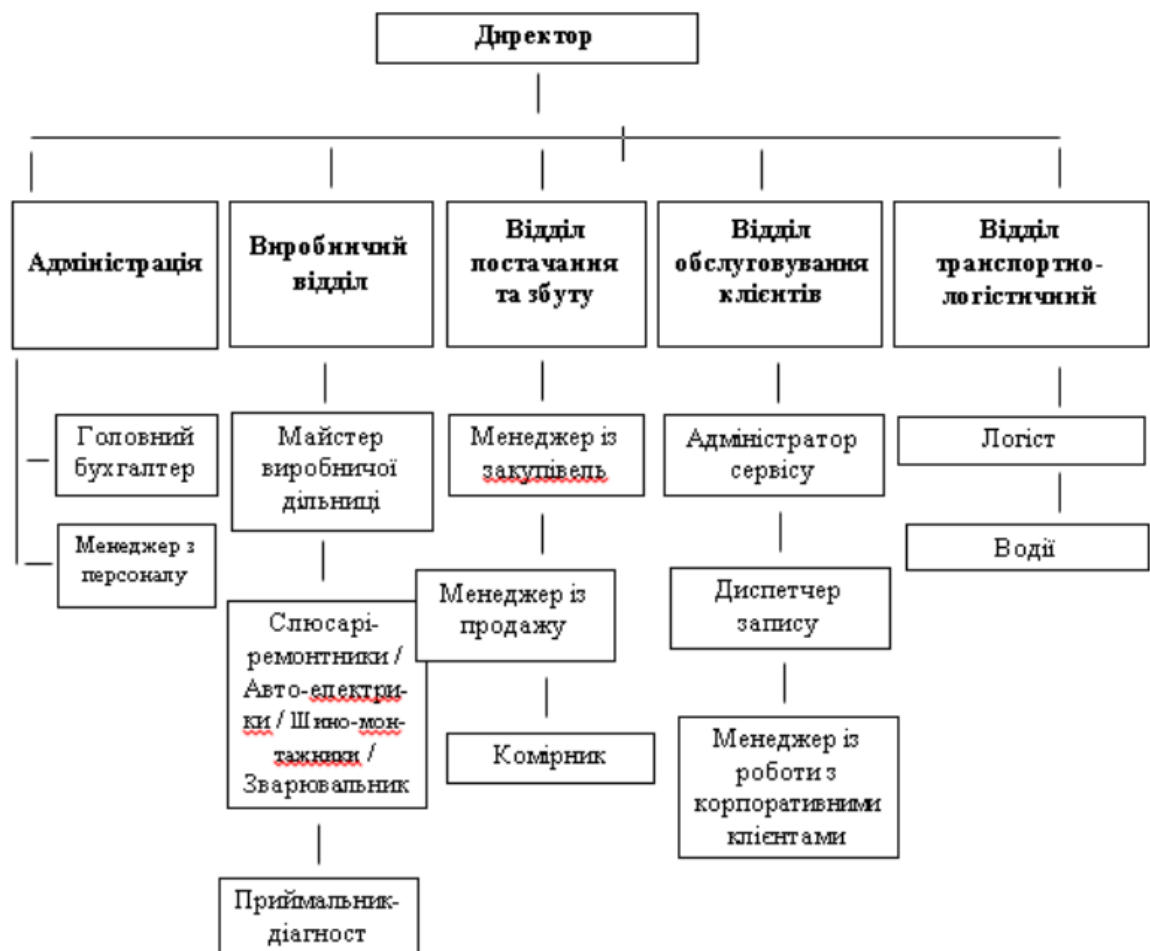 Директор
Адміністрація
Виробничий
відділ
Відділ
постачання
та збуту
Відділ
обслуговування
клієнтів
Відділ
транспортно-
логістичний
Головний
бухгалтер
Менеджер з
персоналу
Майстер
виробничої
дільниці
Слюсарі-
ремонтники /
Авто-електри-
ки / Шино-мон-
тажники /
Зварювальник
Приймальник-
діагност
Менеджер із
закупівель
Менеджер із
продажу
Комірник
Адміністратор
сервісу
Диспетчер
запису
Менеджер із
роботи з
корпоративними
клієнтами
Логіст
Водії